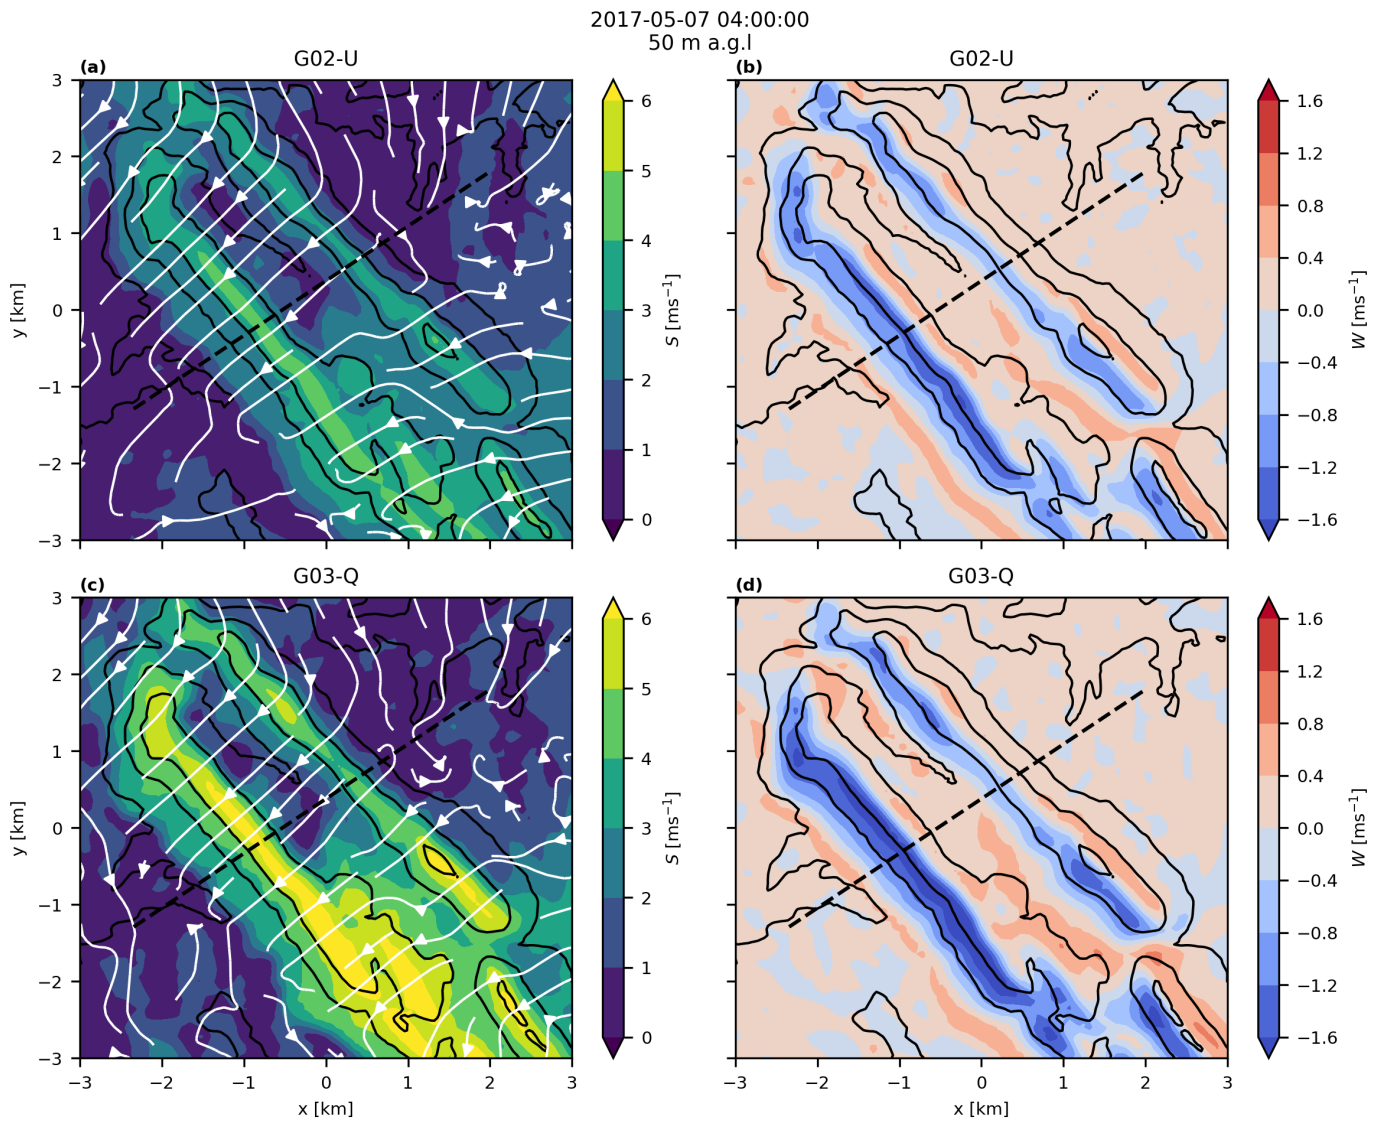 2017-05-07 04:00:00
50 m a.g.l
(a)
G02-U
(b)
G02-U
3
2
1
0
−1
−2
−3
y [km]
6
5
4
3
2
1
0
S [ms−1]
1.6
1.2
0.8
0.4
0.0
−0.4
−0.8
−1.2
−1.6
W [ms−1]
(c)
G03-Q
(d)
G03-Q
3
2
1
0
−1
−2
−3
y [km]
−3 −2 −1 0 1 2 3
x [km]
6
5
4
3
2
1
0
S [ms−1]
−3 −2 −1 0 1 2 3
x [km]
1.6
1.2
0.8
0.4
0.0
−0.4
−0.8
−1.2
−1.6
W [ms−1]